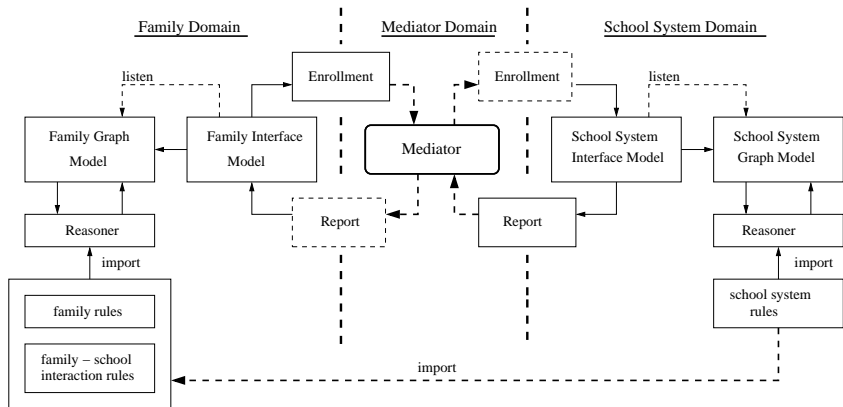 Family Domain
Mediator Domain
School System Domain
listen
Enrollment
Enrollment
listen
Family Graph
Model
Family Interface
Model
Mediator
School System
Interface Model
School System
Graph Model
Reasoner
Report
Report
Reasoner
import
import
family rules
school system
rules
family – school
interaction rules
import